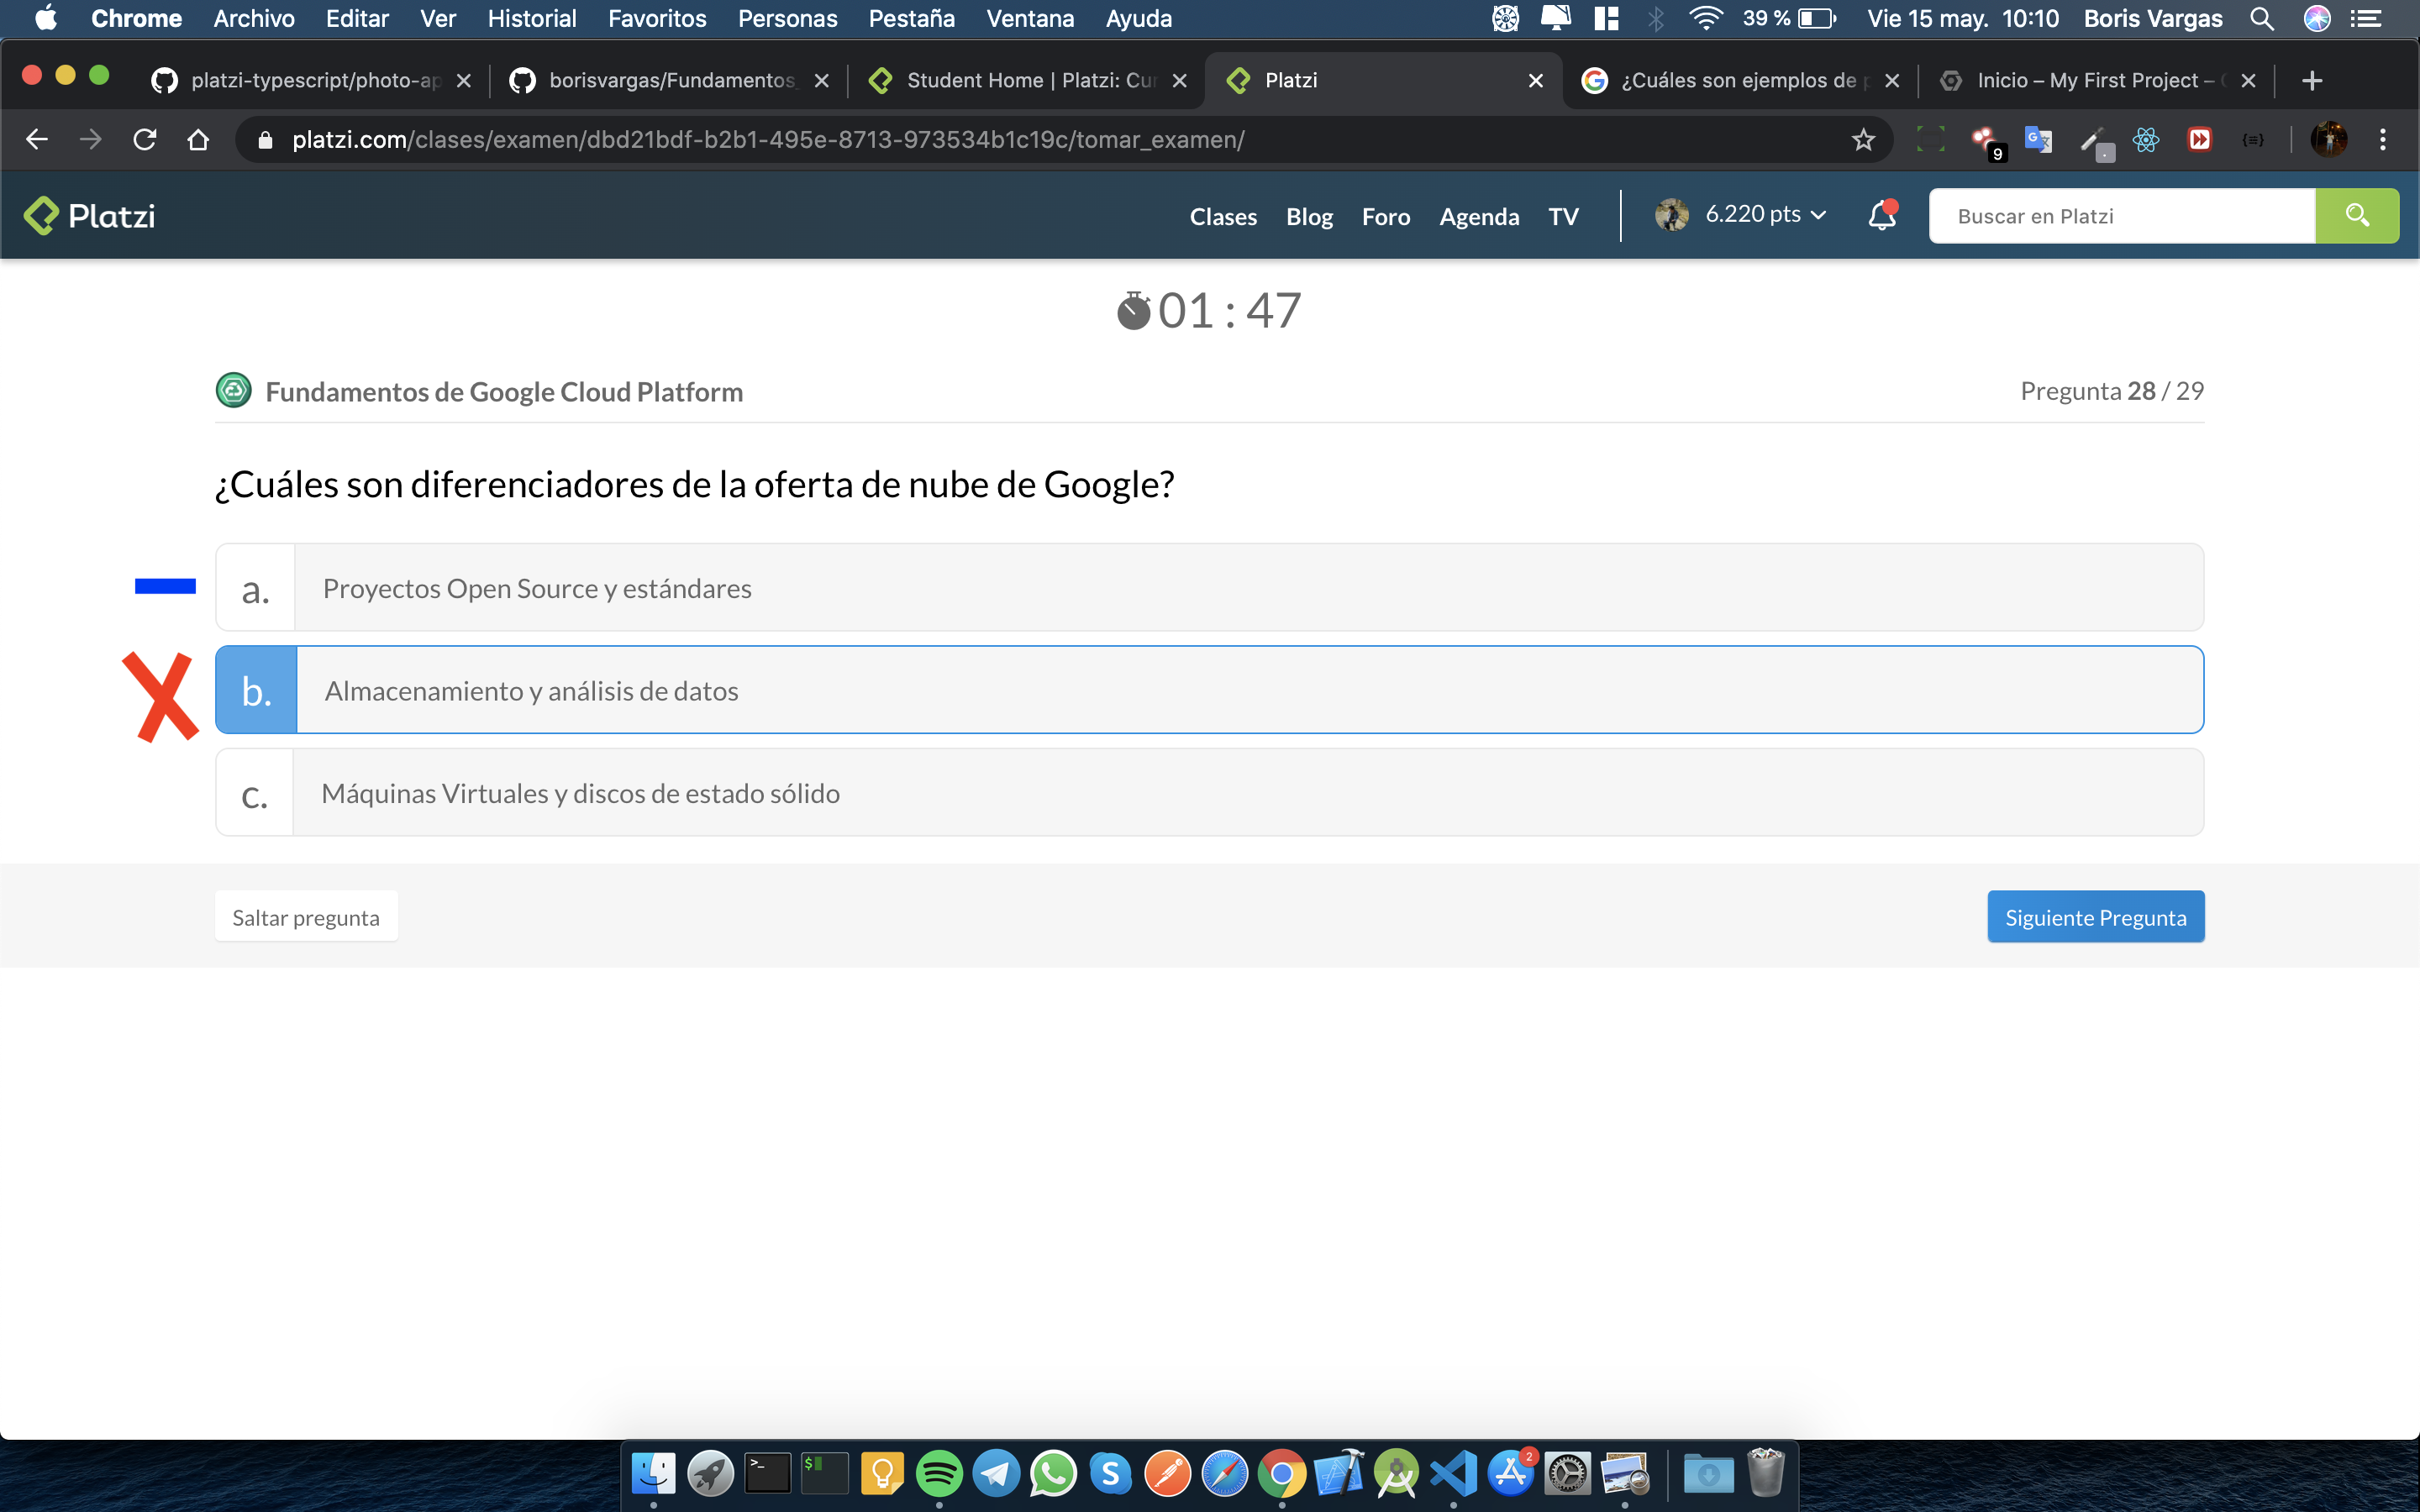 Chrome Archivo Editar Ver Historial Favoritos Personas Pestaña Ventana Ayuda 39 % Vie 15 may. 10:10 Boris Vargas
platzi-typescript/photo-ap borisvargas/Fundamentos_ Student Home | Platzi: Cur Platzi ¿Cuáles son ejemplos de p Inicio – My First Project –
platzi.com/clases/examen/dbd21bdf-b2b1-495e-8713-973534b1c19c/tomar_examen/ 9
Platzi Clases Blog Foro Agenda TV 6.220 pts Buscar en Platzi
01 : 47
Fundamentos de Google Cloud Platform Pregunta 28 / 29
¿Cuáles son diferenciadores de la oferta de nube de Google?
a. Proyectos Open Source y estándares
b. Almacenamiento y análisis de datos
c. Máquinas Virtuales y discos de estado sólido
Saltar pregunta Siguiente Pregunta
2